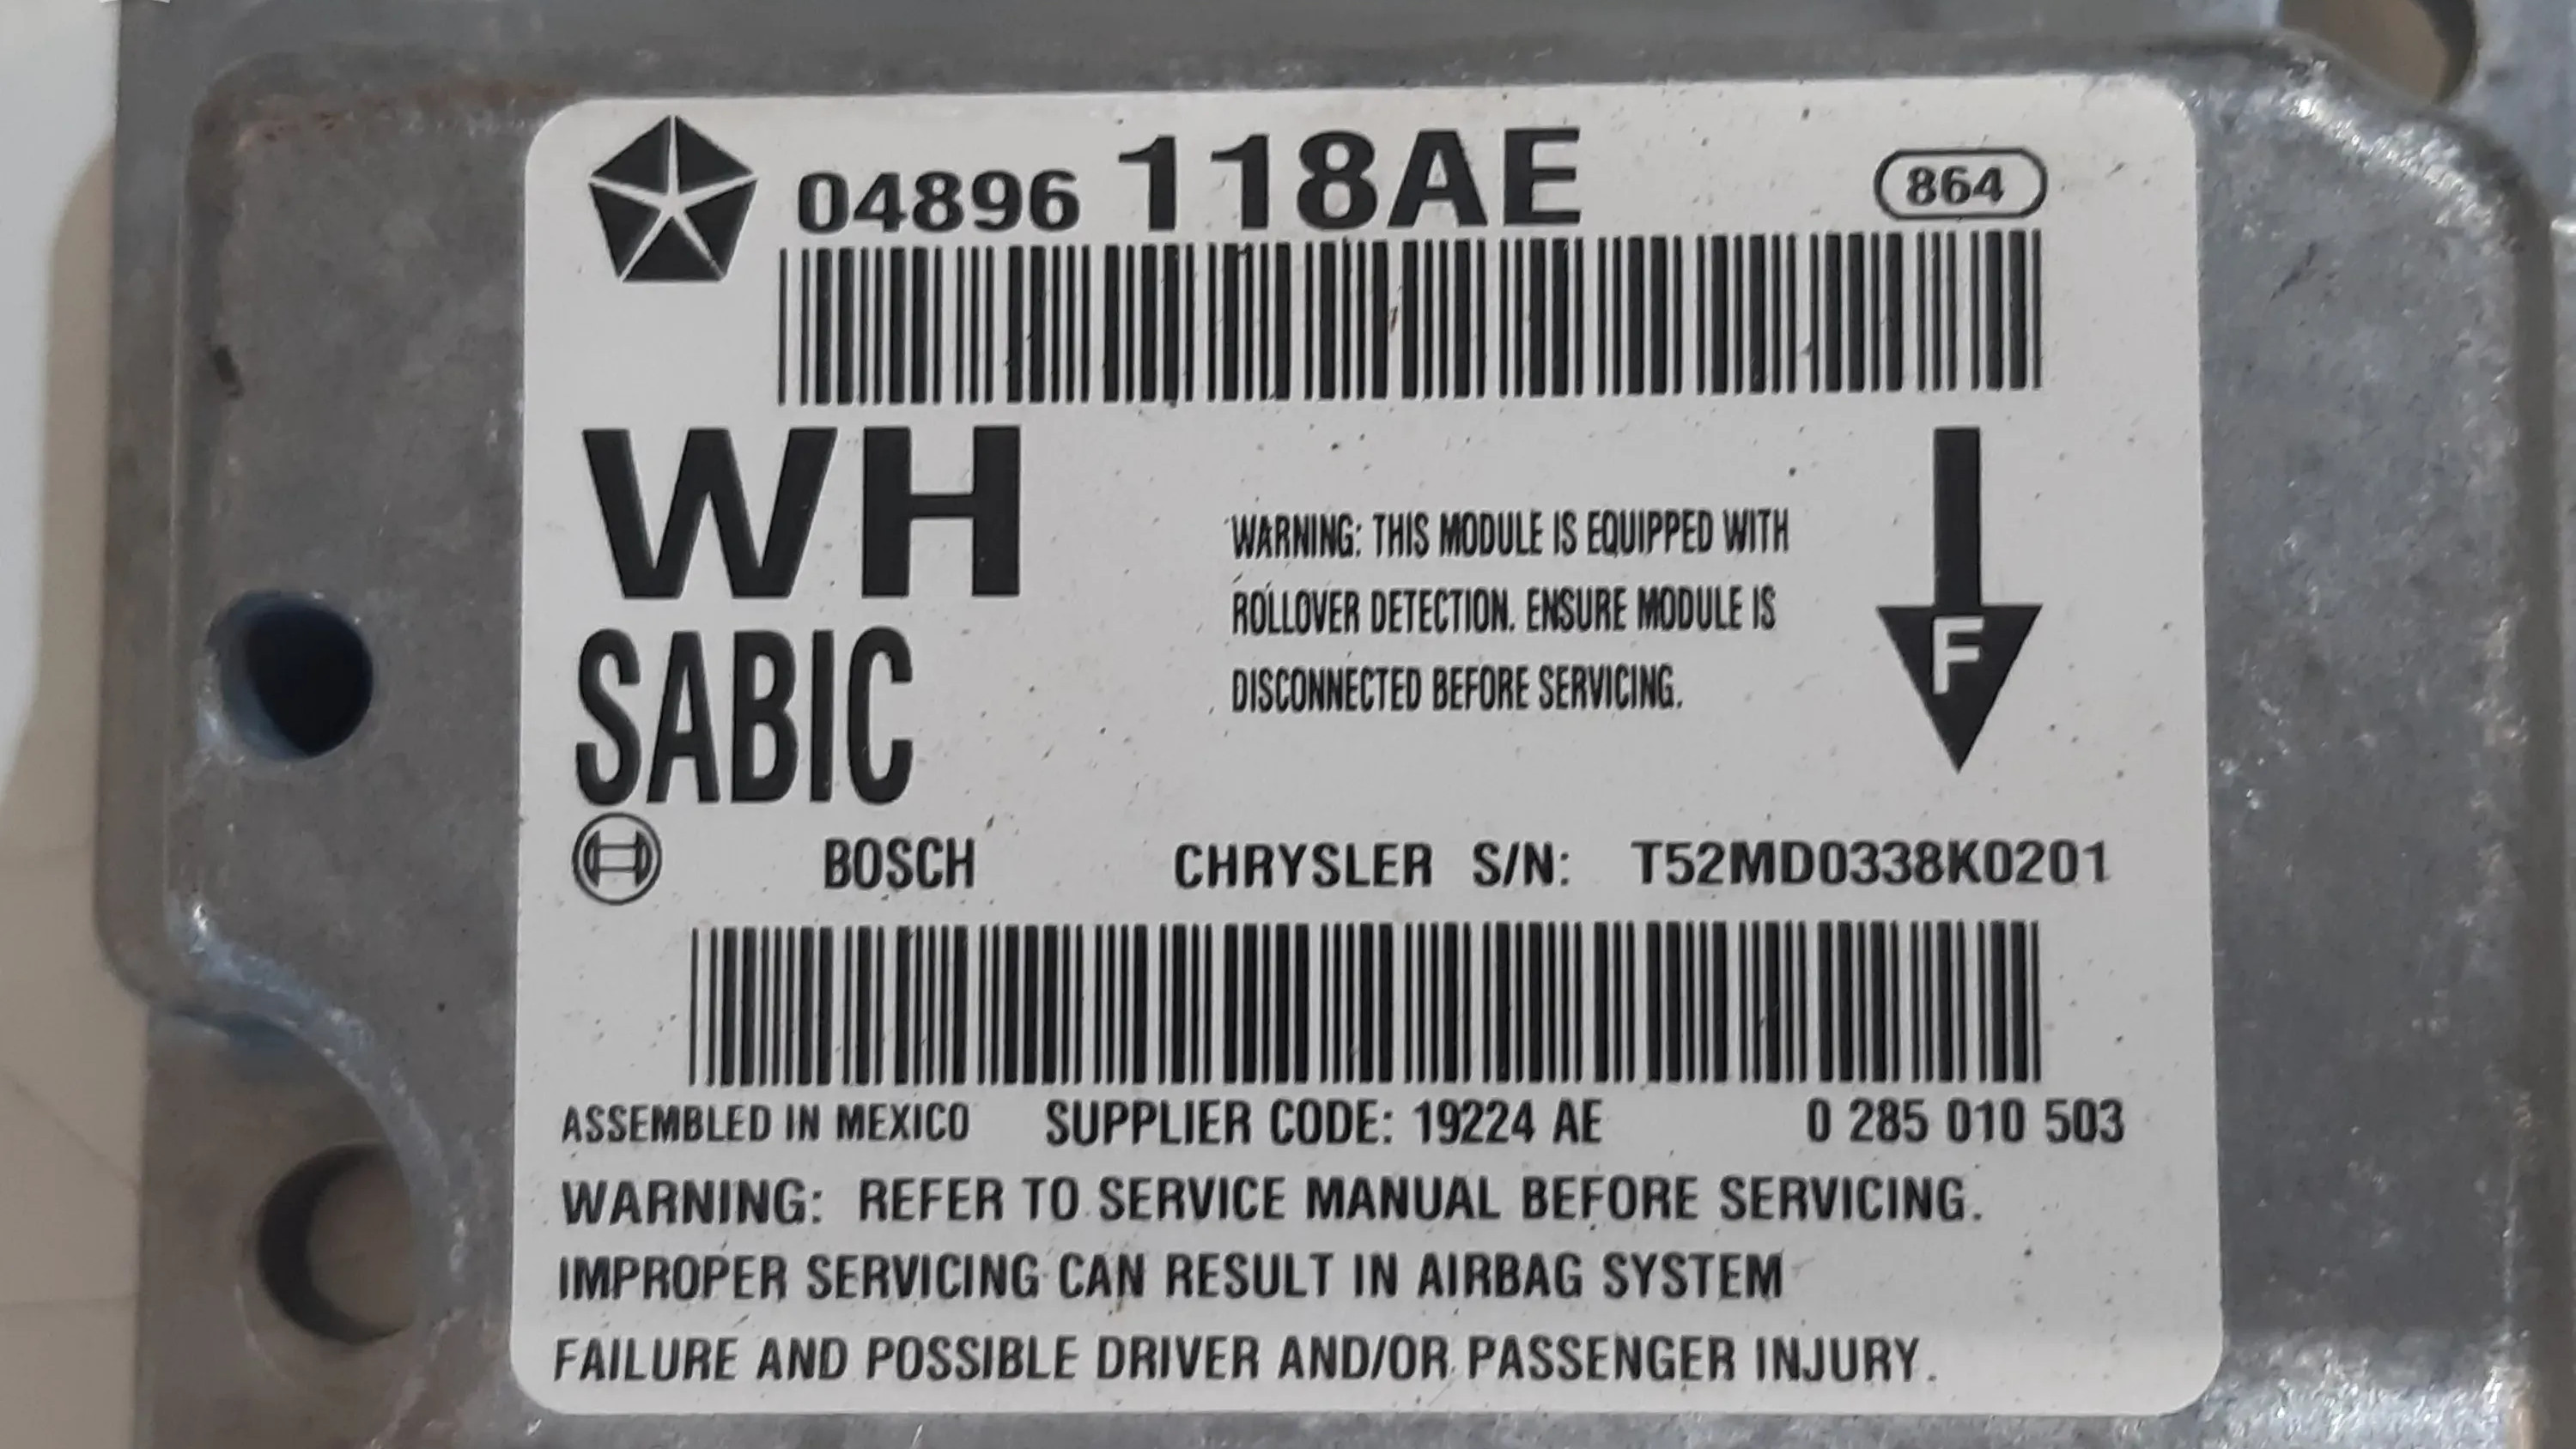 04896 118AE 864
WH
SABIC
WARNING: THIS MODULE IS EQUIPPED WITH
ROLLOVER DETECTION. ENSURE MODULE IS
DISCONNECTED BEFORE SERVICING.
F
BOSCH CHRYSLER S/N: T52MD0338K0201
ASSEMBLED IN MEXICO SUPPLIER CODE: 19224 AE 0 285 010 503
WARNING: REFER TO SERVICE MANUAL BEFORE SERVICING.
IMPROPER SERVICING CAN RESULT IN AIRBAG SYSTEM
FAILURE AND POSSIBLE DRIVER AND/OR PASSENGER INJURY.